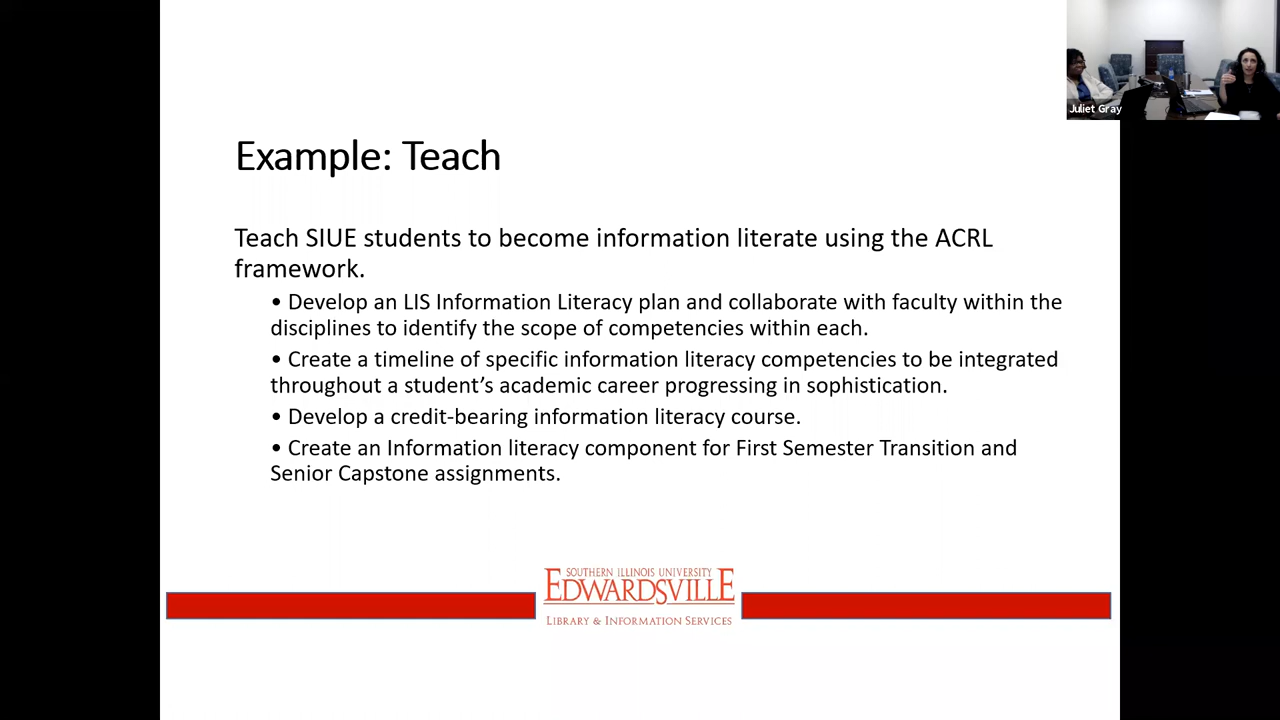 Juliet Gray
Example: Teach
Teach SIUE students to become information literate using the ACRL
framework.
• Develop an LIS Information Literacy plan and collaborate with faculty within the
disciplines to identify the scope of competencies within each.
• Create a timeline of specific information literacy competencies to be integrated
throughout a student’s academic career progressing in sophistication.
• Develop a credit-bearing information literacy course.
• Create an Information literacy component for First Semester Transition and
Senior Capstone assignments.
SOUTHERN ILLINOIS UNIVERSITY
EDWARDSVILLE
LIBRARY & INFORMATION SERVICES